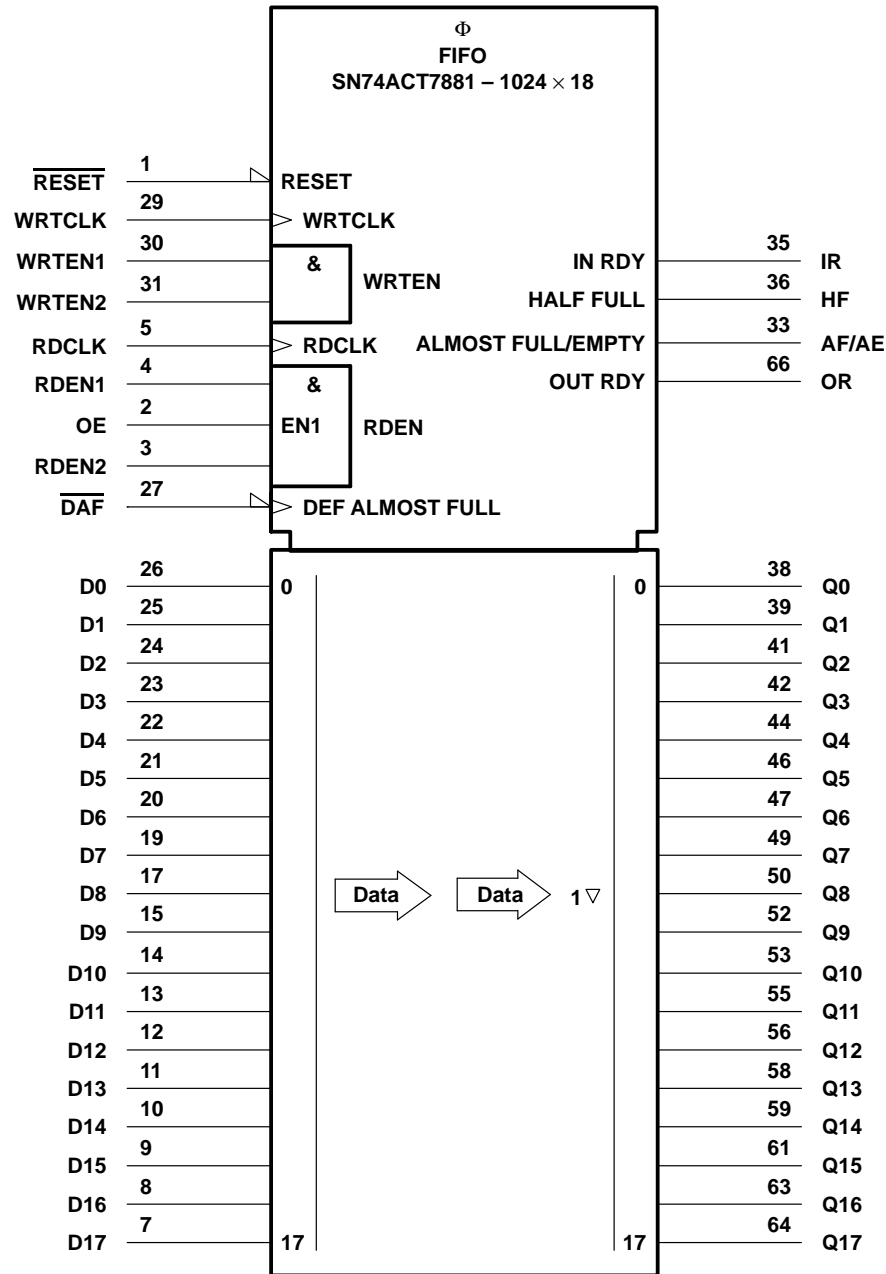 Φ
FIFO
SN74ACT7881 – 1024 × 18
RESET 1 RESET
WRTCLK 29 WRTCLK
WRTEN1 30 & IN RDY 35 IR
WRTEN
WRTEN2 31 HALF FULL 36 HF
RDCLK 5 RDCLK ALMOST FULL/EMPTY 33 AF/AE
RDEN1 4 & OUT RDY 66 OR
OE 2 EN1 RDEN
RDEN2 3
DAF 27 DEF ALMOST FULL
D0 26 0 0 38 Q0
D1 25 39 Q1
D2 24 41 Q2
D3 23 42 Q3
D4 22 44 Q4
D5 21 46 Q5
D6 20 47 Q6
D7 19 49 Q7
D8 17 Data Data 1 ▽ 50 Q8
D9 15 52 Q9
D10 14 53 Q10
D11 13 55 Q11
D12 12 56 Q12
D13 11 58 Q13
D14 10 59 Q14
D15 9 61 Q15
D16 8 63 Q16
D17 7 17 17 64 Q17